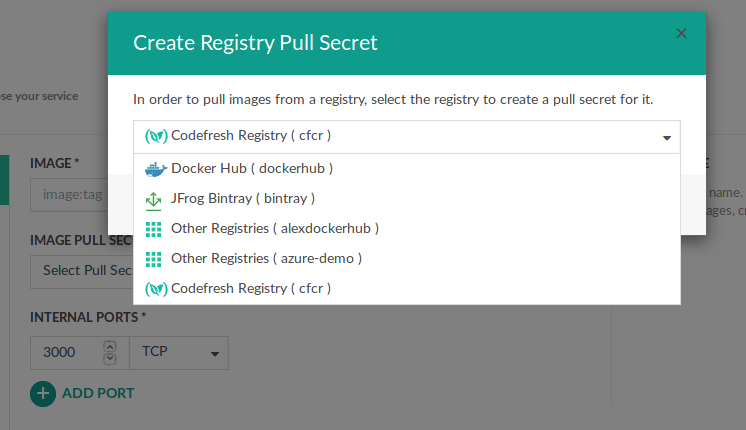 Create Registry Pull Secret
In order to pull images from a registry, select the registry to create a pull secret for it.
Codefresh Registry ( cfcr )
Docker Hub ( dockerhub )
JFrog Bintray ( bintray )
Other Registries ( alexdockerhub )
Other Registries ( azure-demo )
Codefresh Registry ( cfcr )
se your service
IMAGE *
image:tag
IMAGE PULL SEC
Select Pull Sec
INTERNAL PORTS *
3000 TCP
ADD PORT
E
name.
ages, c